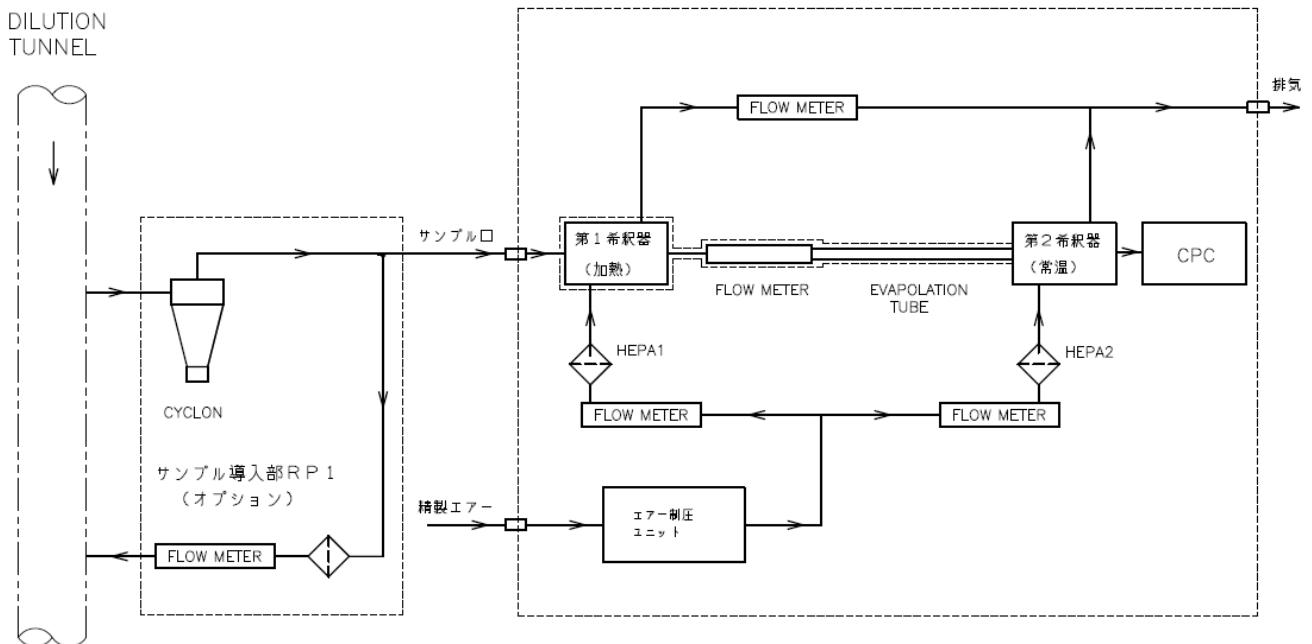 DILUTION
TUNNEL
排気
FLOW METER
サンプル口
第1希釈器
(加熱)
第2希釈器
(常温)
CPC
FLOW METER
EVAPOLATION
TUBE
HEPA1
HEPA2
CYCLON
FLOW METER
FLOW METER
サンプル導入部RP1
(オプション)
精製エアー
エアー制圧
ユニット
FLOW METER